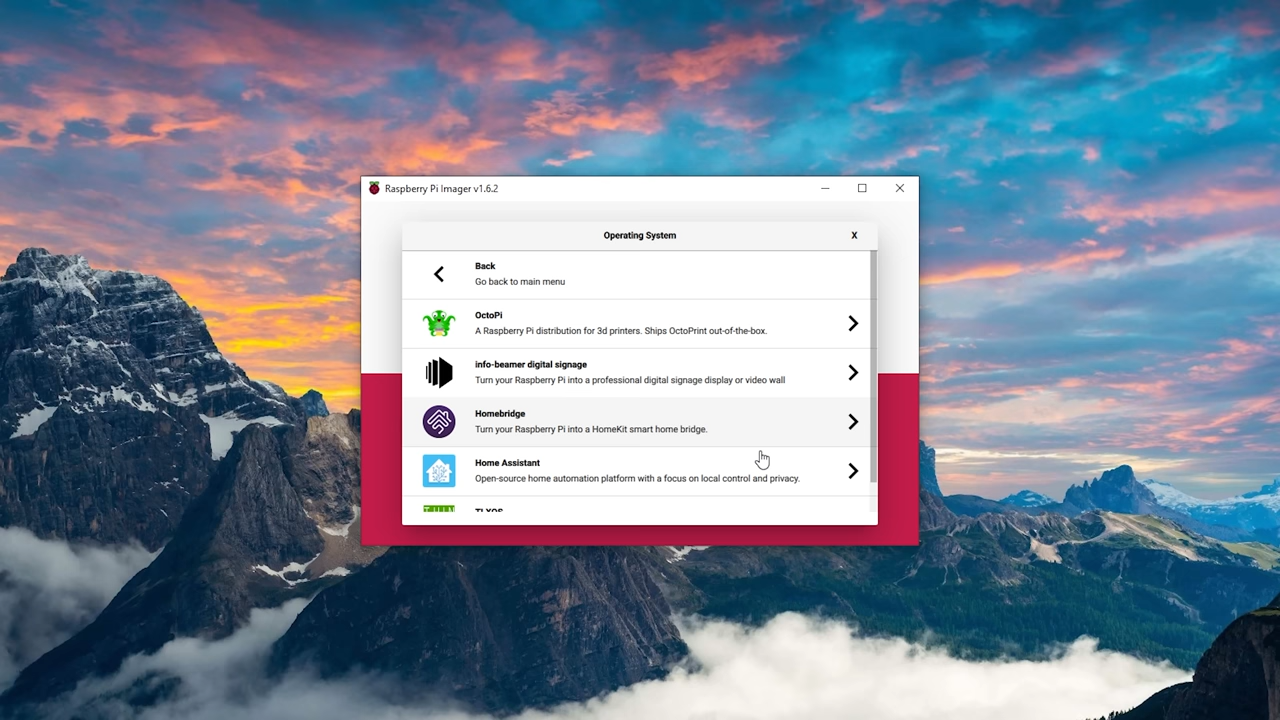 Raspberry Pi Imager v1.6.2
Operating System
X
Back
Go back to main menu
OctoPi
A Raspberry Pi distribution for 3d printers. Ships OctoPrint out-of-the-box.
info-beamer digital signage
Turn your Raspberry Pi into a professional digital signage display or video wall
Homebridge
Turn your Raspberry Pi into a HomeKit smart home bridge.
Home Assistant
Open-source home automation platform with a focus on local control and privacy.
TLXOS